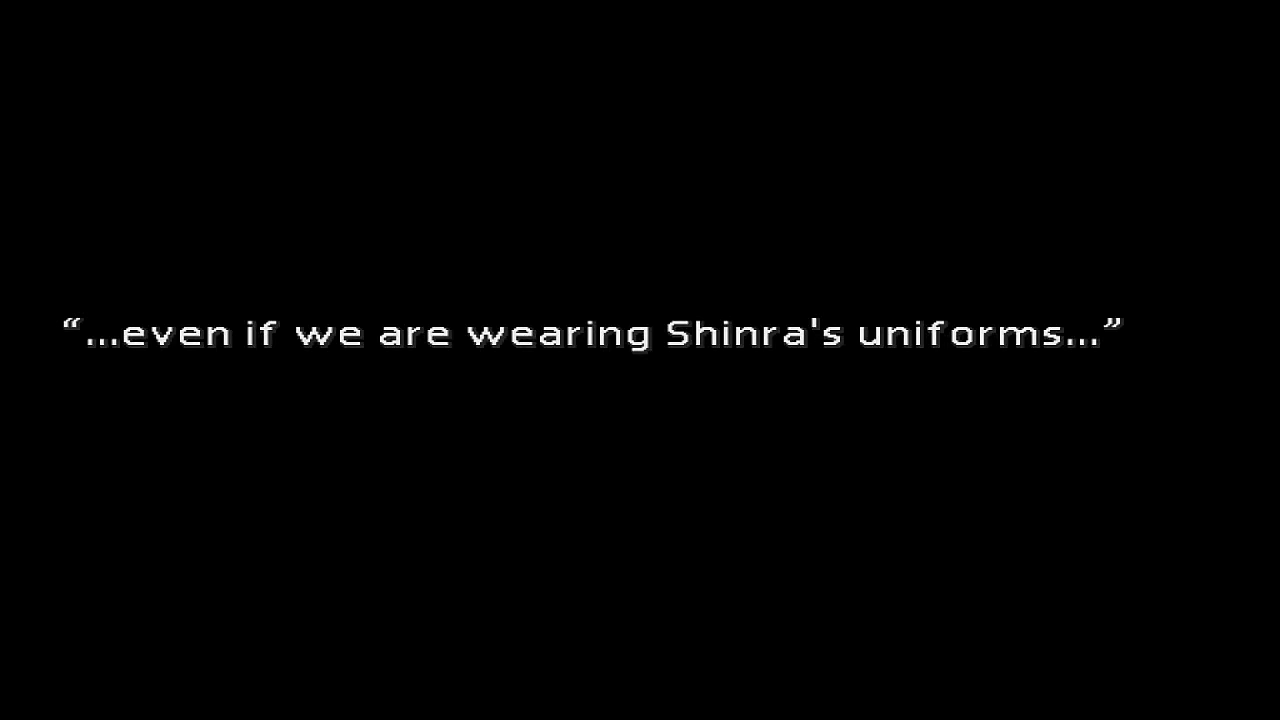 “...even if we are wearing Shinra's uniforms...”